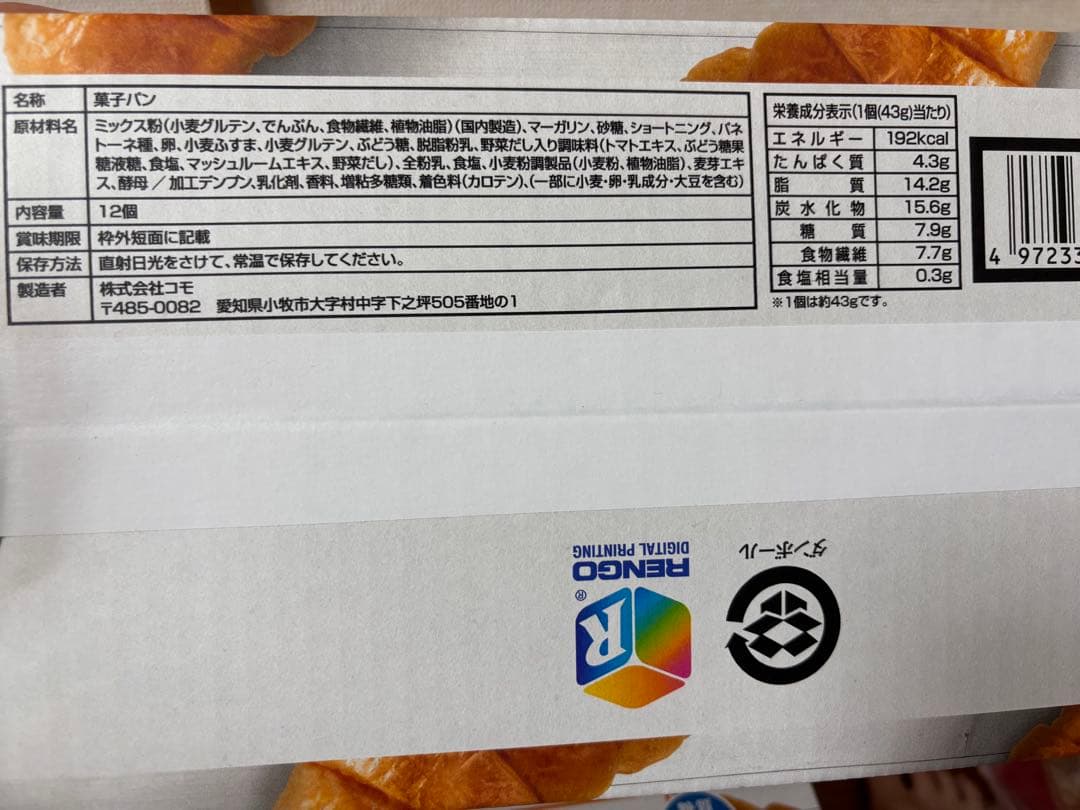 名称 菓子パン
原材料名 ミックス粉(小麦グルテン、でんぷん、食物繊維、植物油脂)(国内製造)、マーガリン、砂糖、ショートニング、パネ
トーネ種、卵、小麦ふすま、小麦グルテン、ぶどう糖、脱脂粉乳、野菜だし入り調味料(トマトエキス、ぶどう糖果
糖液糖、食塩、マッシュルームエキス、野菜だし)、全粉乳、食塩、小麦粉調製品(小麦粉、植物油脂)、麦芽エキ
ス、酵母／加工デンプン、乳化剤、香料、増粘多糖類、着色料(カロテン)、(一部に小麦・卵・乳成分・大豆を含む)
内容量 12個
賞味期限 枠外短面に記載
保存方法 直射日光をさけて、常温で保存してください。
製造者 株式会社コモ
〒485-0082 愛知県小牧市大字村中字下之坪505番地の1
栄養成分表示(1個(43g)当たり)
エネルギー 192kcal
たんぱく質 4.3g
脂質 14.2g
炭水化物 15.6g
糖質 7.9g
食物繊維 7.7g
食塩相当量 0.3g
※1個は約43gです。
4 97233
ダンボール
R
®
RENGO
DIGITAL PRINTING